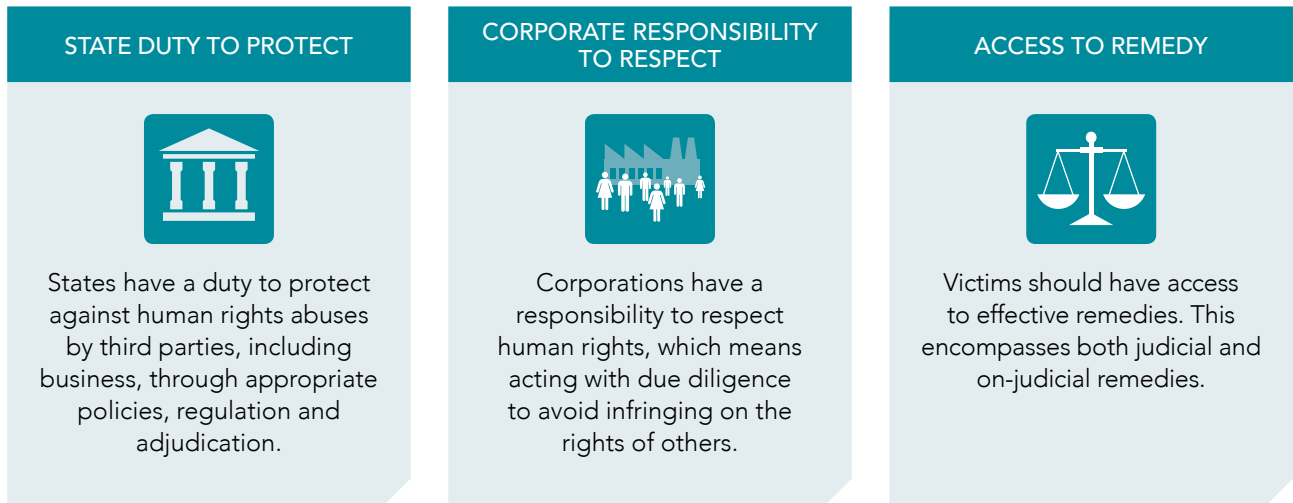 STATE DUTY TO PROTECT
States have a duty to protect
against human rights abuses
by third parties, including
business, through appropriate
policies, regulation and
adjudication.
CORPORATE RESPONSIBILITY
TO RESPECT
Corporations have a
responsibility to respect
human rights, which means
acting with due diligence
to avoid infringing on the
rights of others.
ACCESS TO REMEDY
Victims should have access
to effective remedies. This
encompasses both judicial and
on-judicial remedies.